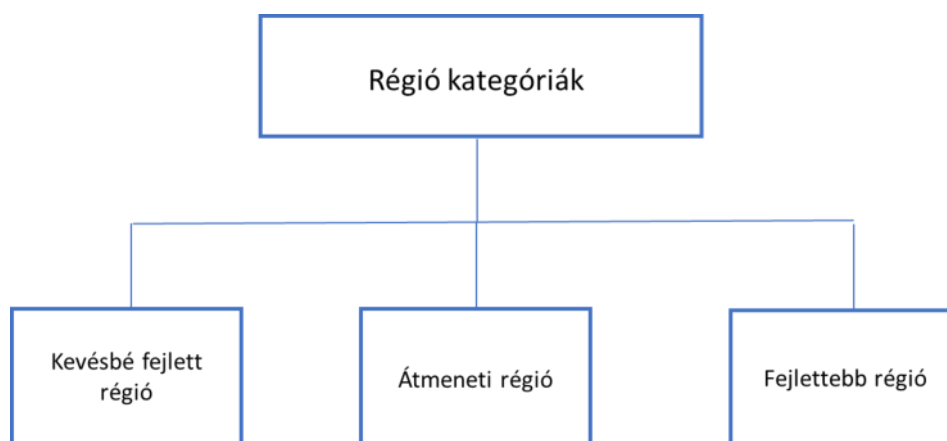 Régió kategóriák
Kevésbé fejlett
régió
Átmeneti régió
Fejlettebb régió